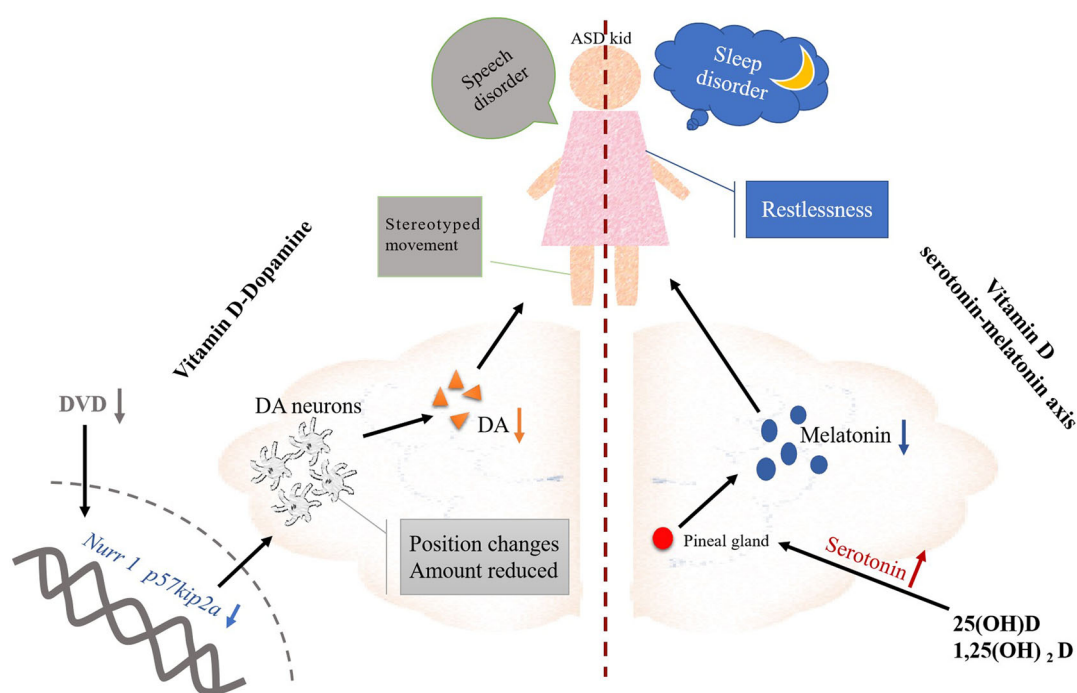 ASD kid
Speech
disorder
Sleep
disorder
Restlessness
Stereotyped
movement
Vitamin D-Dopamine
Vitamin D
serotonin-melatonin axis
DVD
DA neurons
DA
Nurr 1 p57kip2a
Position changes
Amount reduced
Melatonin
Pineal gland
Serotonin
25(OH)D
1,25(OH)₂D